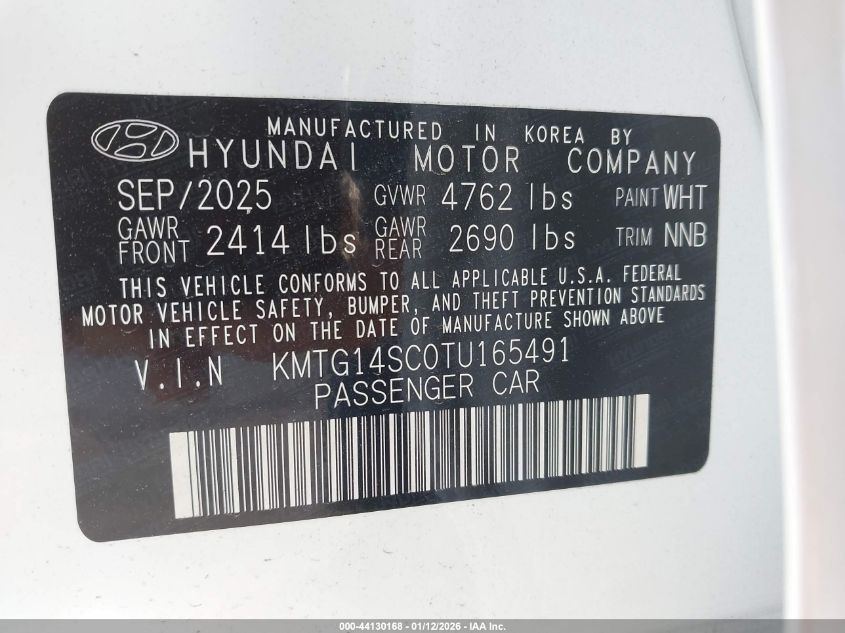 MANUFACTURED IN KOREA BY
HYUNDAI MOTOR COMPANY
SEP/2025 GVWR 4762 lbs PAINT WHT
GAWR FRONT 2414 lbs GAWR REAR 2690 lbs TRIM NNB
THIS VEHICLE CONFORMS TO ALL APPLICABLE U.S.A. FEDERAL
MOTOR VEHICLE SAFETY, BUMPER, AND THEFT PREVENTION STANDARDS
IN EFFECT ON THE DATE OF MANUFACTURE SHOWN ABOVE
V.I.N KMTG14SC0TU165491
PASSENGER CAR
000-44130168 - 01/12/2026 - IAA Inc.